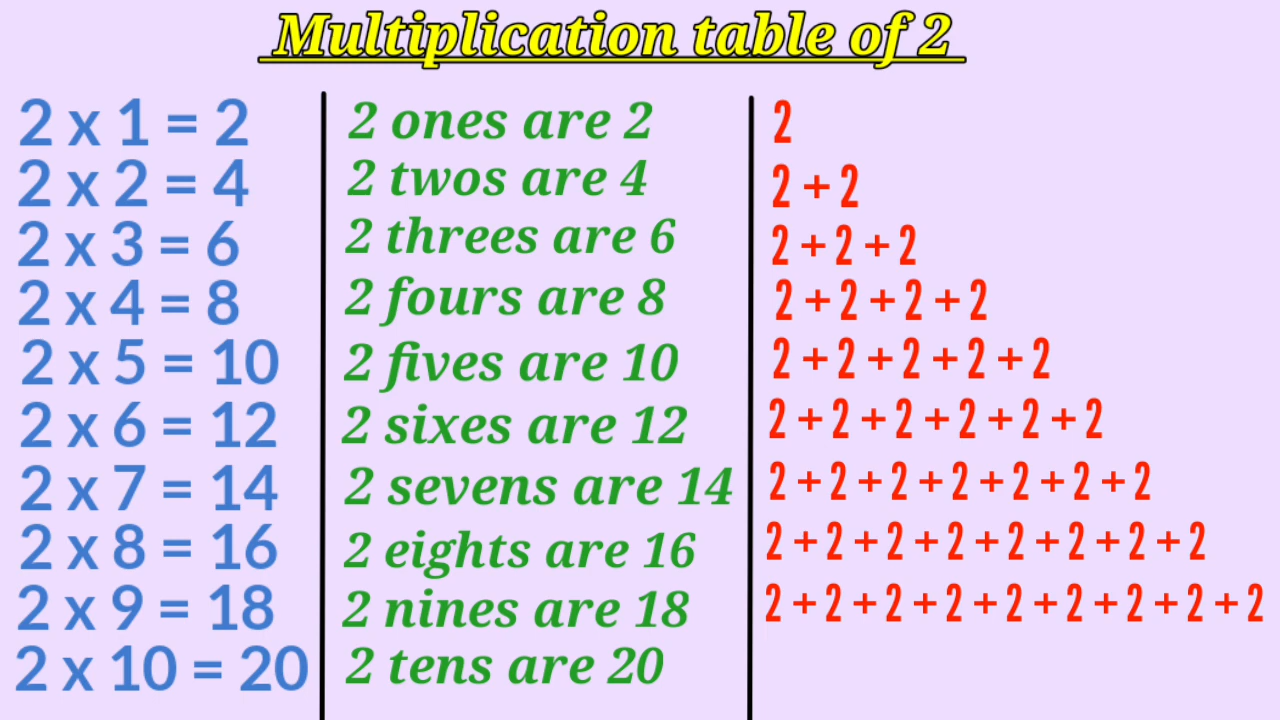 Multiplication table of 2
2 x 1 = 2
2 x 2 = 4
2 x 3 = 6
2 x 4 = 8
2 x 5 = 10
2 x 6 = 12
2 x 7 = 14
2 x 8 = 16
2 x 9 = 18
2 x 10 = 20
2 ones are 2
2 twos are 4
2 threes are 6
2 fours are 8
2 fives are 10
2 sixes are 12
2 sevens are 14
2 eights are 16
2 nines are 18
2 tens are 20
2
2 + 2
2 + 2 + 2
2 + 2 + 2 + 2
2 + 2 + 2 + 2 + 2
2 + 2 + 2 + 2 + 2 + 2
2 + 2 + 2 + 2 + 2 + 2 + 2
2 + 2 + 2 + 2 + 2 + 2 + 2 + 2
2 + 2 + 2 + 2 + 2 + 2 + 2 + 2 + 2